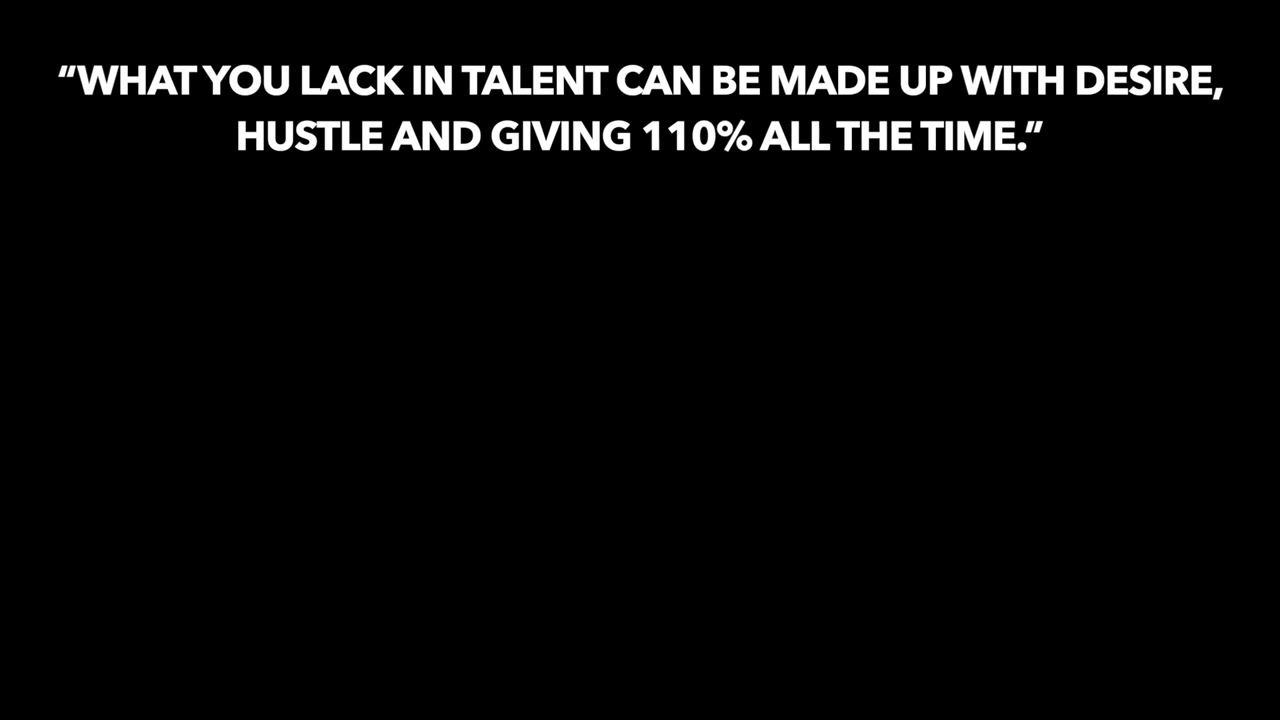 “WHAT YOU LACK IN TALENT CAN BE MADE UP WITH DESIRE,
HUSTLE AND GIVING 110% ALL THE TIME.”